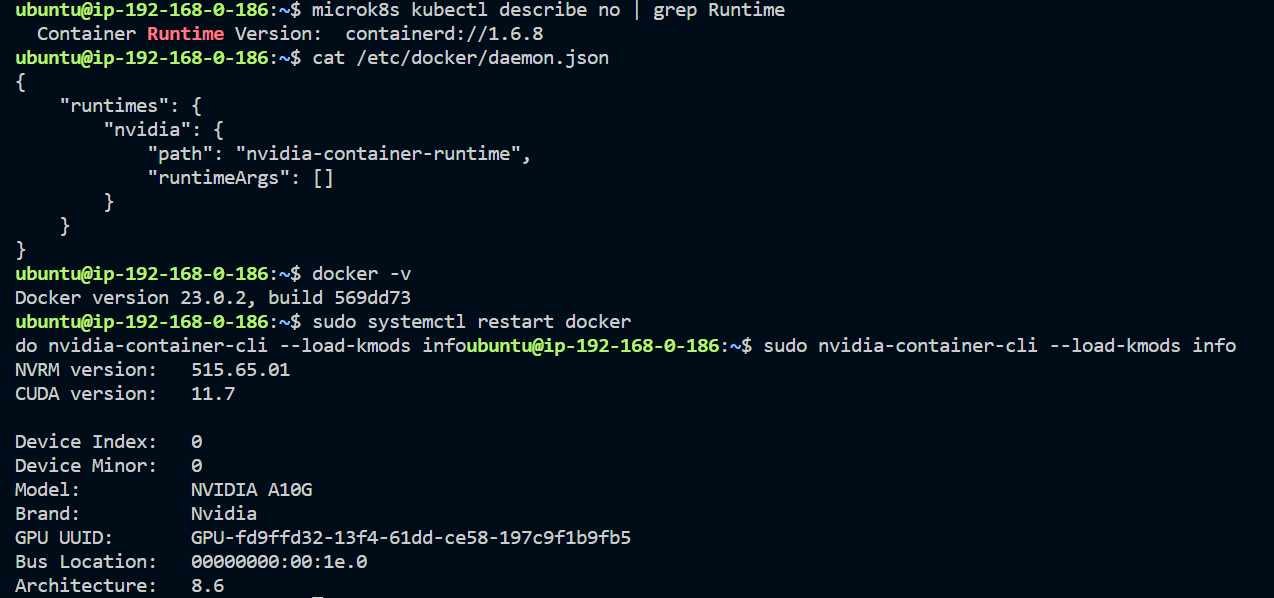 ubuntu@ip-192-168-0-186:~$ microk8s kubectl describe no | grep Runtime
  Container Runtime Version:  containerd://1.6.8
ubuntu@ip-192-168-0-186:~$ cat /etc/docker/daemon.json
{
    "runtimes": {
        "nvidia": {
            "path": "nvidia-container-runtime",
            "runtimeArgs": []
        }
    }
}
ubuntu@ip-192-168-0-186:~$ docker -v
Docker version 23.0.2, build 569dd73
ubuntu@ip-192-168-0-186:~$ sudo systemctl restart docker
do nvidia-container-cli --load-kmods infoubuntu@ip-192-168-0-186:~$ sudo nvidia-container-cli --load-kmods info
NVRM version:   515.65.01
CUDA version:   11.7

Device Index:   0
Device Minor:   0
Model:          NVIDIA A10G
Brand:          Nvidia
GPU UUID:       GPU-fd9ffd32-13f4-61dd-ce58-197c9f1b9fb5
Bus Location:   00000000:00:1e.0
Architecture:   8.6